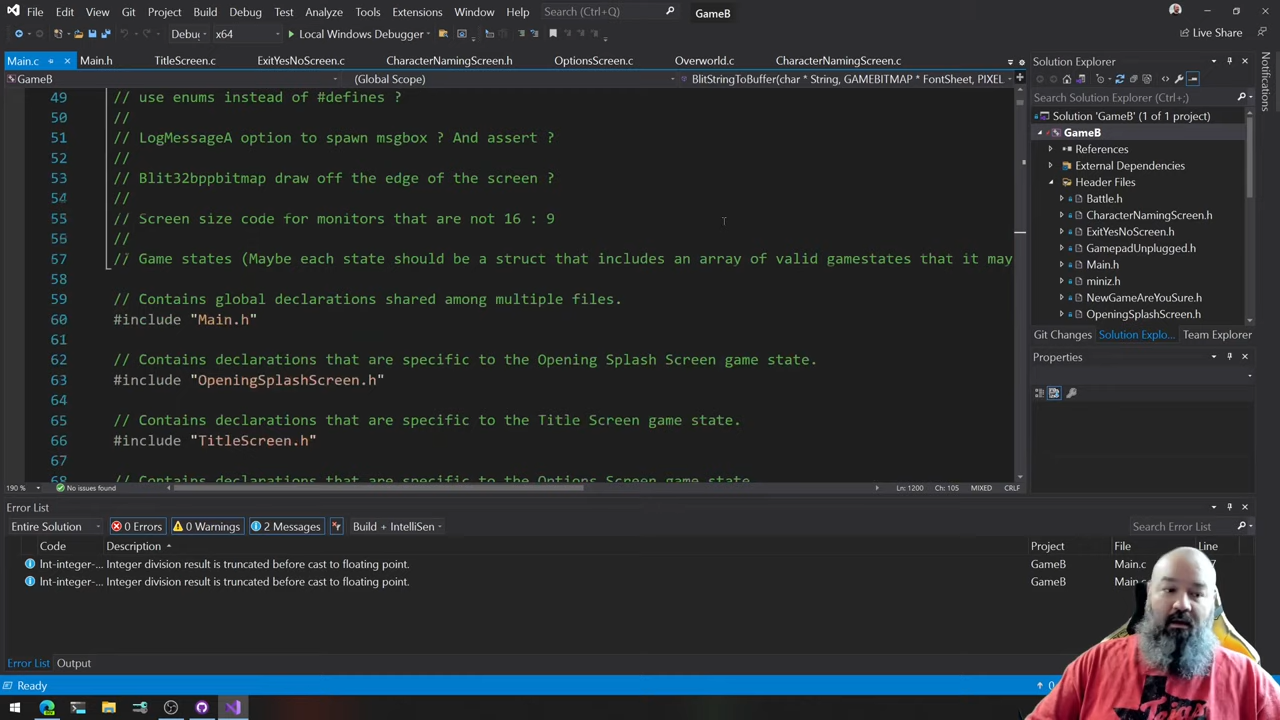 File Edit View Git Project Build Debug Test Analyze Tools Extensions Window Help Search (Ctrl+Q) GameB
Debug x64 Local Windows Debugger Live Share
Main.c Main.h TitleScreen.c ExitYesNoScreen.c CharacterNamingScreen.h OptionsScreen.c Overworld.c CharacterNamingScreen.c
GameB (Global Scope) BlitStringToBuffer(char * String, GAMEBITMAP * FontSheet, PIXEL
49 // use enums instead of #defines ?
50 //
51 // LogMessageA option to spawn msgbox ? And assert ?
52 //
53 // Blit32bppbitmap draw off the edge of the screen ?
54 //
55 // Screen size code for monitors that are not 16 : 9
56 //
57 // Game states (Maybe each state should be a struct that includes an array of valid gamestates that it may
58
59 // Contains global declarations shared among multiple files.
60 #include "Main.h"
61
62 // Contains declarations that are specific to the Opening Splash Screen game state.
63 #include "OpeningSplashScreen.h"
64
65 // Contains declarations that are specific to the Title Screen game state.
66 #include "TitleScreen.h"
67
68 // Contains declarations that are specific to the Options Screen game state.
190 % No issues found Ln: 1200 Ch: 105 MIXED CRLF
Solution Explorer
Search Solution Explorer (Ctrl+;)
Solution 'GameB' (1 of 1 project)
GameB
References
External Dependencies
Header Files
Battle.h
CharacterNamingScreen.h
ExitYesNoScreen.h
GamepadUnplugged.h
Main.h
miniz.h
NewGameAreYouSure.h
OpeningSplashScreen.h
Git Changes Solution Explo... Team Explorer
Properties
Notifications
Error List
Entire Solution 0 Errors 0 Warnings 2 Messages Build + IntelliSen Search Error List
Code Description Project File Line
Int-integer-... Integer division result is truncated before cast to floating point. GameB Main.c
Int-integer-... Integer division result is truncated before cast to floating point. GameB Main.c
Error List Output
Ready